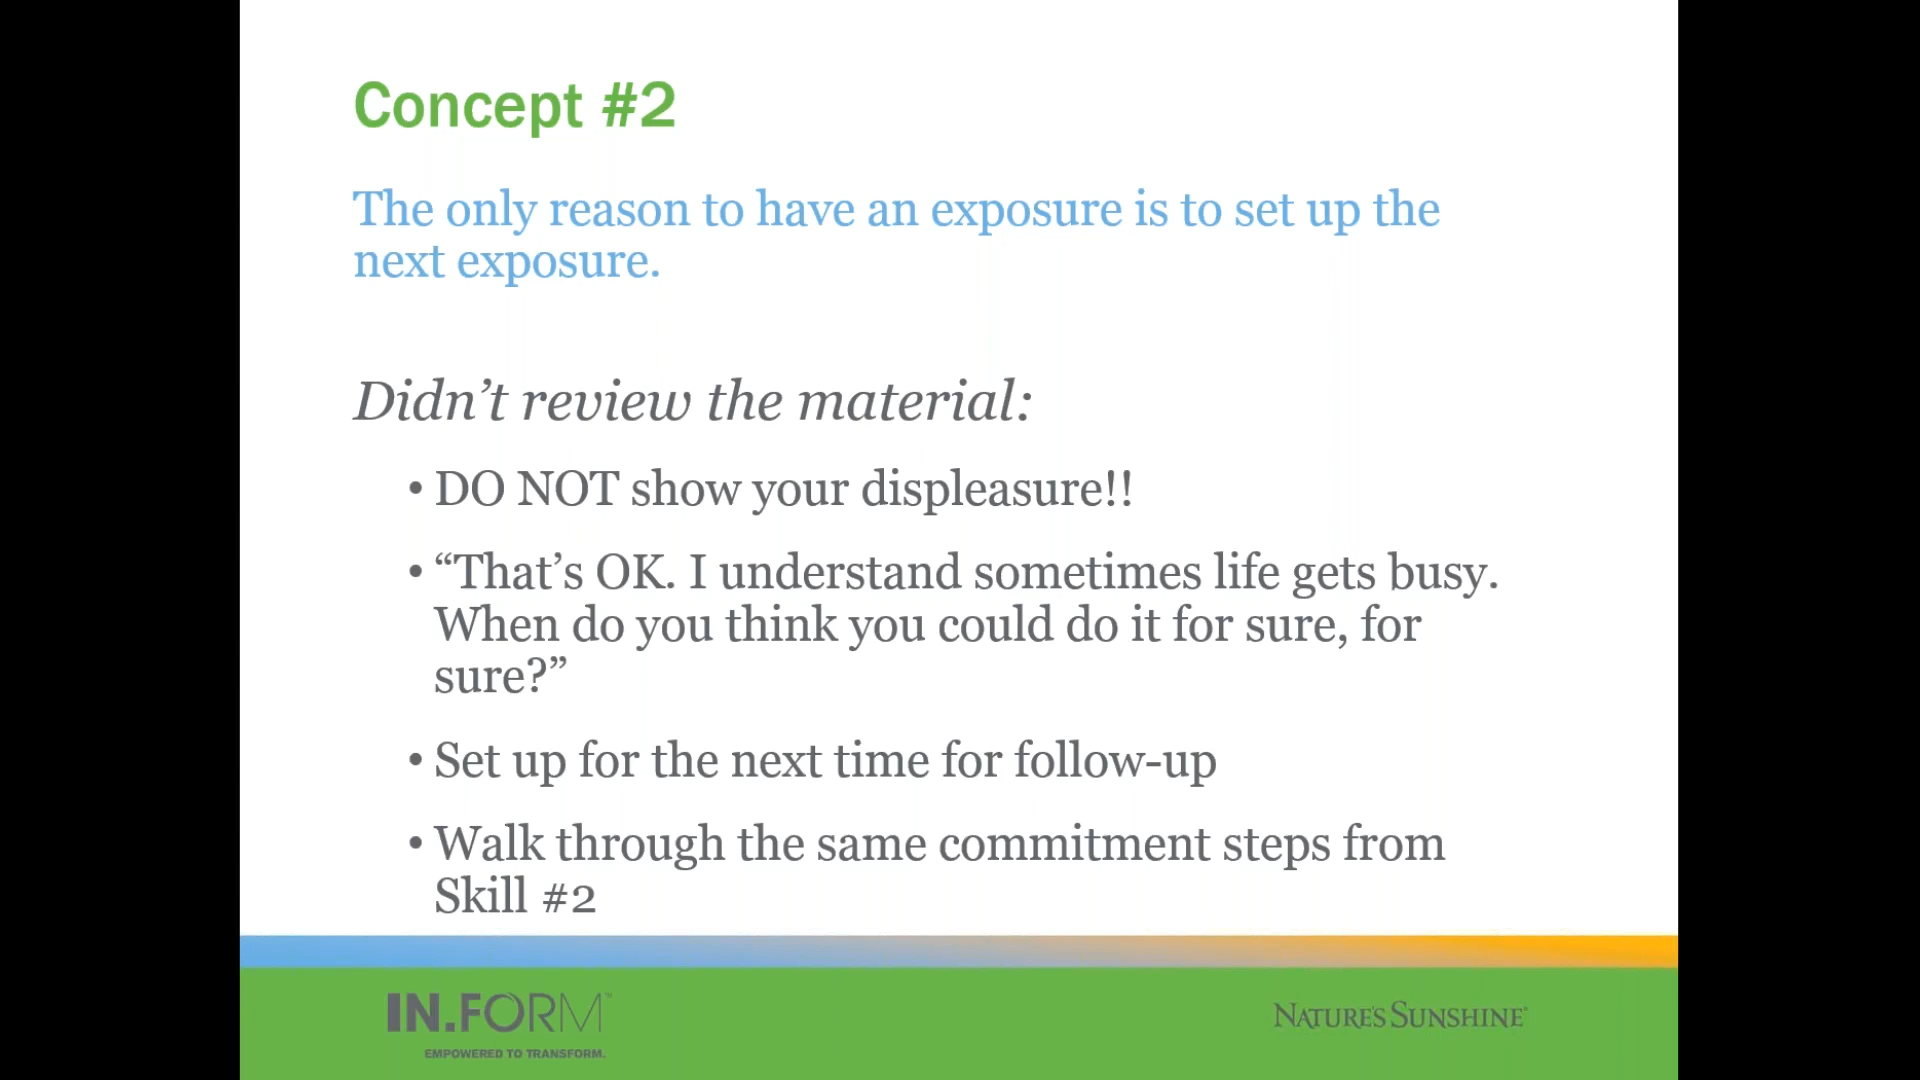 Concept #2
The only reason to have an exposure is to set up the
next exposure.
Didn’t review the material:
• DO NOT show your displeasure!!
• “That’s OK. I understand sometimes life gets busy.
When do you think you could do it for sure, for
sure?”
• Set up for the next time for follow-up
• Walk through the same commitment steps from
Skill #2
IN.FORM™
EMPOWERED TO TRANSFORM.
NATURE'S SUNSHINE®